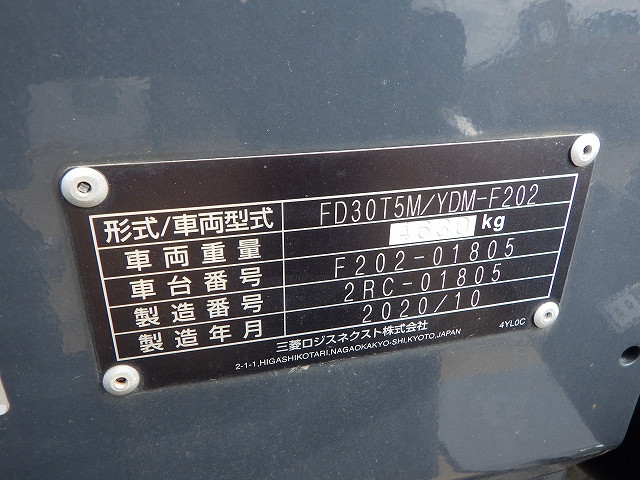 形式/車両型式 FD30T5M/YDM-F202
車両重量 4630 kg
車台番号 F202-01805
製造番号 2RC-01805
製造年月 2020/10
三菱ロジスネクスト株式会社 4YL0C
2-1-1,HIGASHIKOTARI,NAGAOKAKYO-SHI,KYOTO,JAPAN